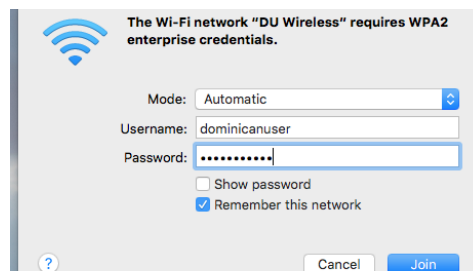 The Wi-Fi network “DU Wireless” requires WPA2
enterprise credentials.
Mode: Automatic
Username: dominicanuser
Password: •••••••••••
Show password
Remember this network
? Cancel Join